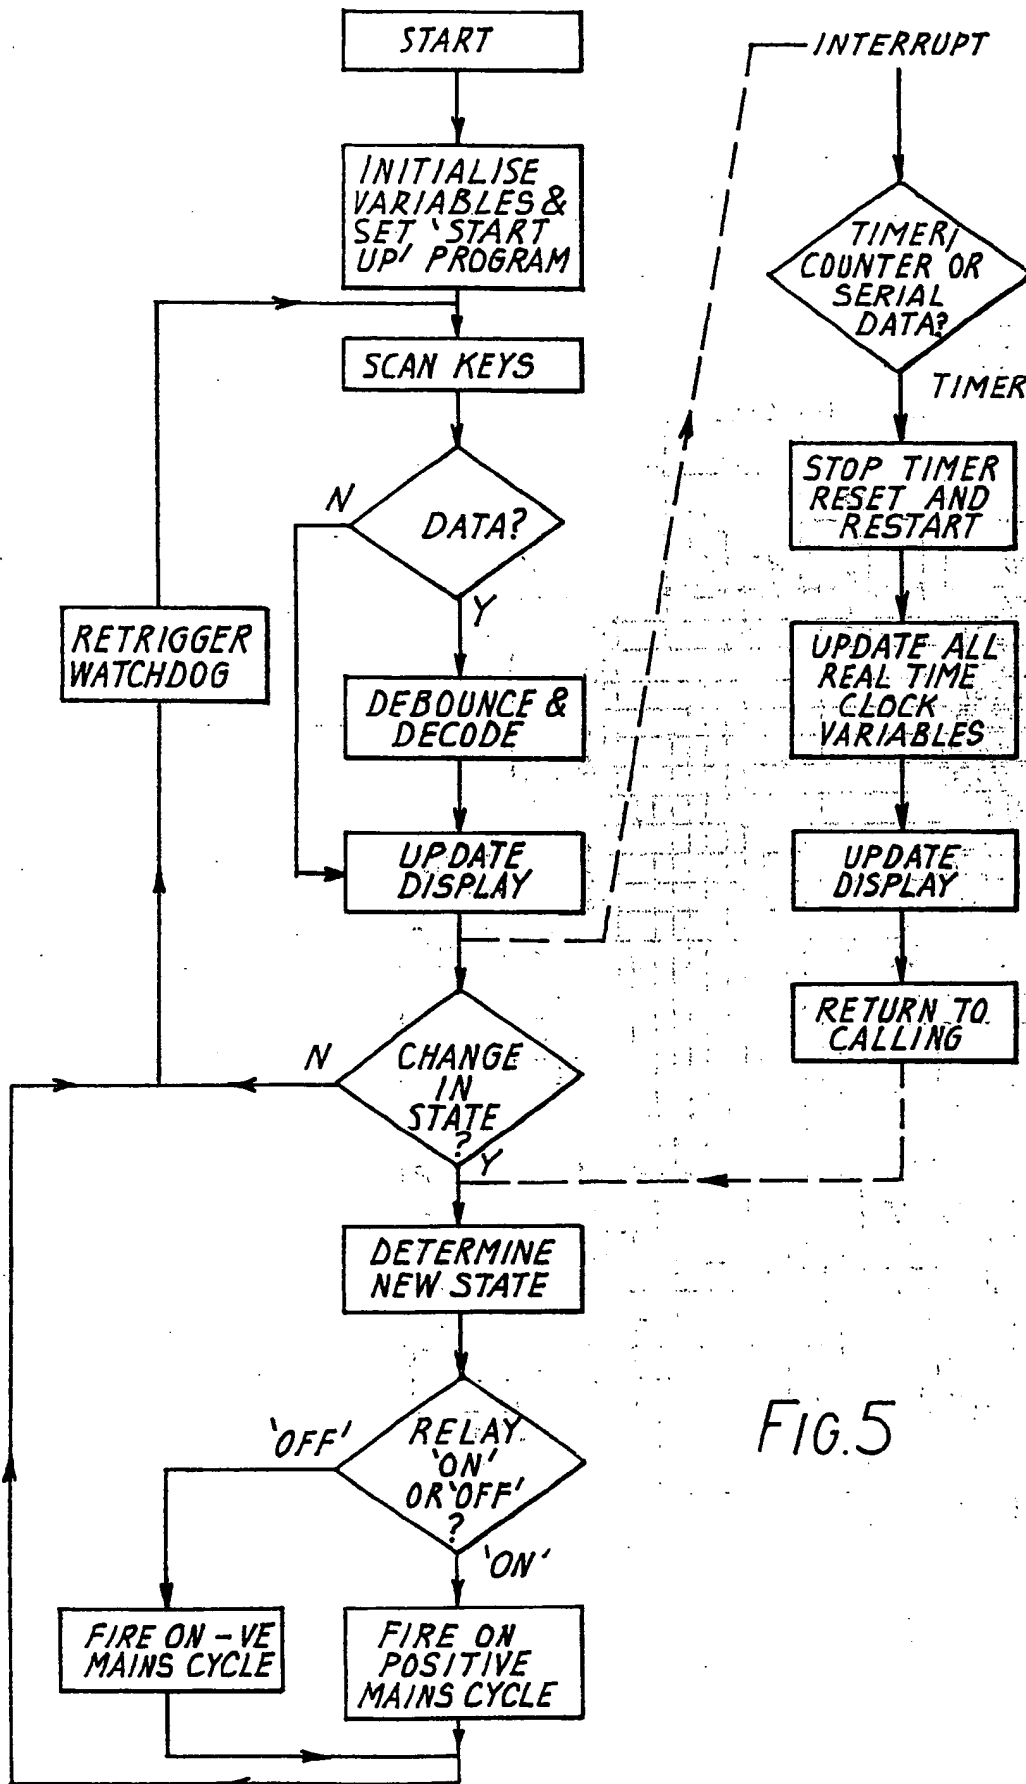 START
INITIALISE
VARIABLES &
SET 'START
UP' PROGRAM
SCAN KEYS
DATA?
N
Y
RETRIGGER
WATCHDOG
DEBOUNCE &
DECODE
UPDATE
DISPLAY
CHANGE
IN
STATE
?
N
Y
DETERMINE
NEW STATE
RELAY
'ON'
OR 'OFF'
?
'OFF'
'ON'
FIRE ON -VE
MAINS CYCLE
FIRE ON
POSITIVE
MAINS CYCLE
INTERRUPT
TIMER,
COUNTER OR
SERIAL
DATA?
TIMER
STOP TIMER
RESET AND
RESTART
UPDATE ALL
REAL TIME
CLOCK
VARIABLES
UPDATE
DISPLAY
RETURN TO
CALLING
FIG.5